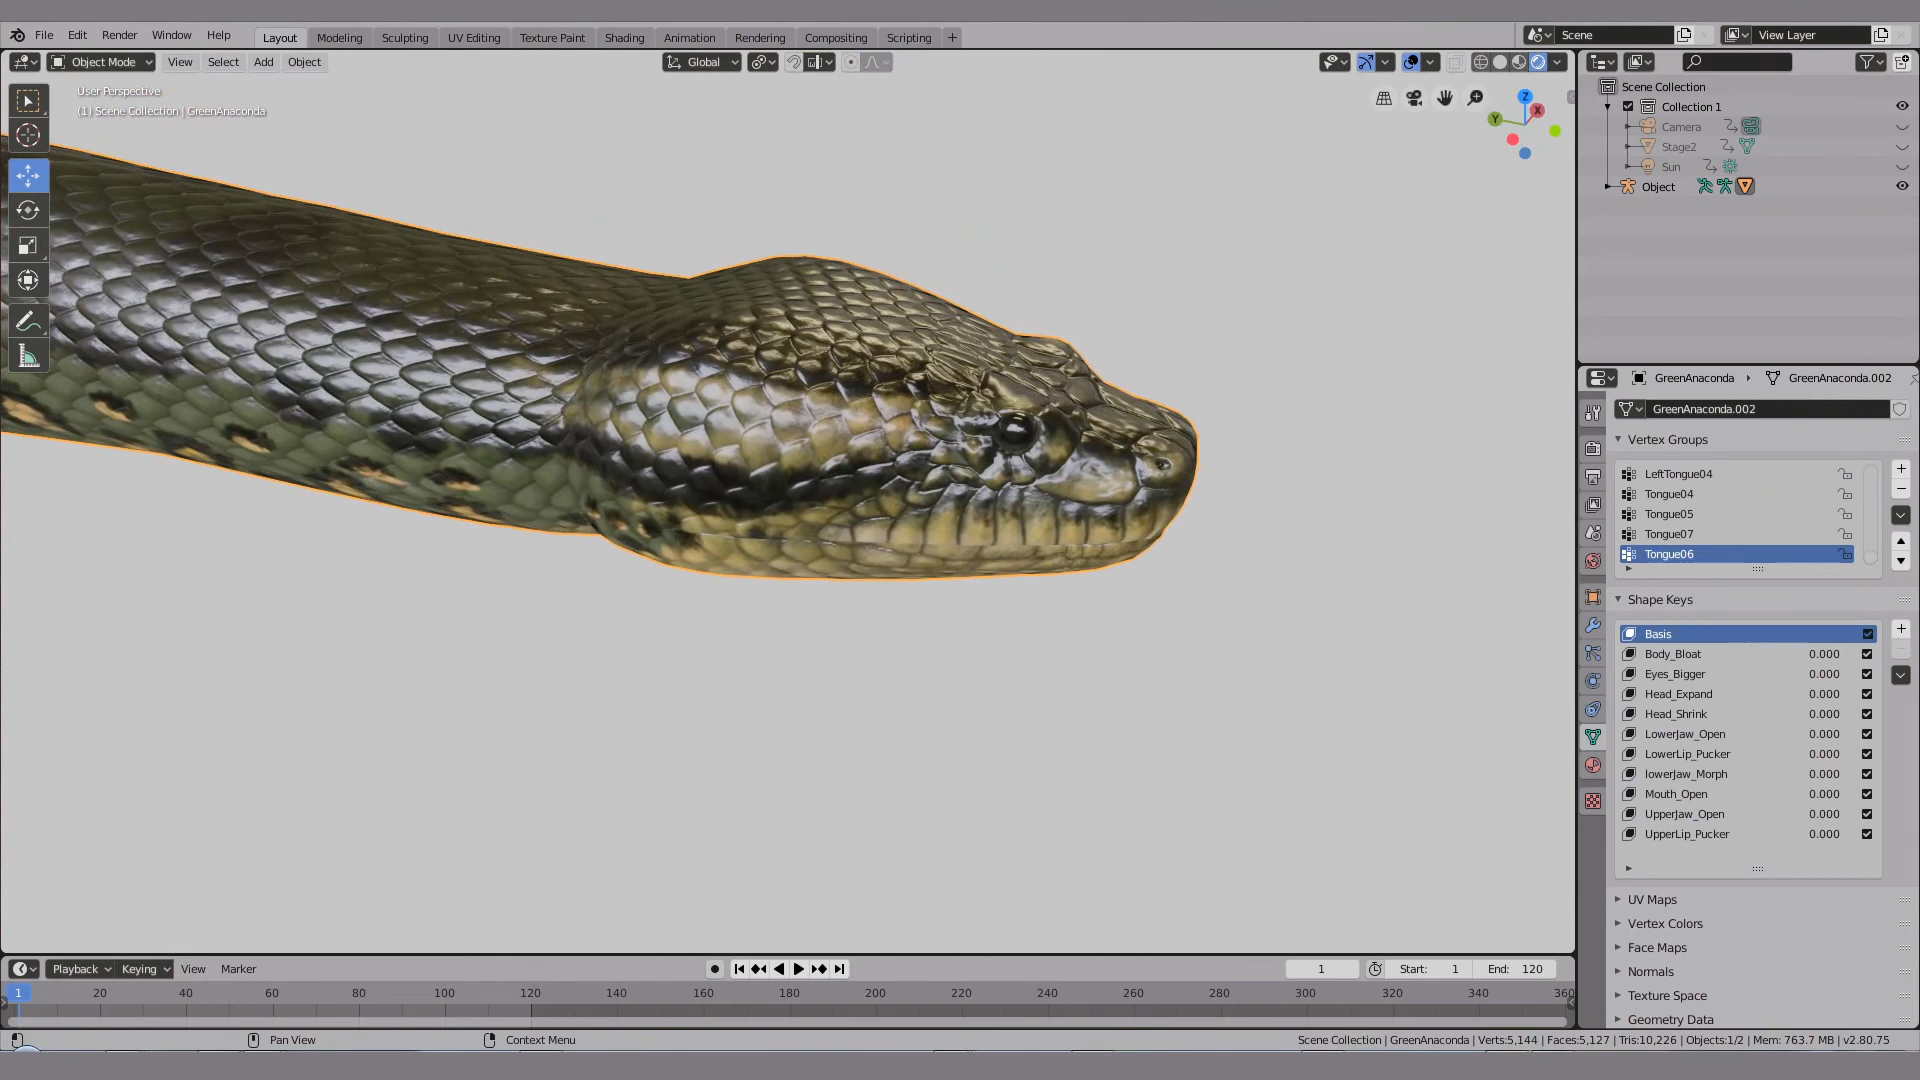 File Edit Render Window Help Layout Modeling Sculpting UV Editing Texture Paint Shading Animation Rendering Compositing Scripting + Scene View Layer
Object Mode View Select Add Object Global
User Perspective
(1) Scene Collection | GreenAnaconda
Z
X
Y
Scene Collection
Collection 1
Camera
Stage2
Sun
Object
GreenAnaconda GreenAnaconda.002
GreenAnaconda.002
Vertex Groups
LeftTongue04
Tongue04
Tongue05
Tongue07
Tongue06
Shape Keys
Basis
Body_Bloat 0.000
Eyes_Bigger 0.000
Head_Expand 0.000
Head_Shrink 0.000
LowerJaw_Open 0.000
LowerLip_Pucker 0.000
lowerJaw_Morph 0.000
Mouth_Open 0.000
UpperJaw_Open 0.000
UpperLip_Pucker 0.000
UV Maps
Vertex Colors
Face Maps
Normals
Texture Space
Geometry Data
Playback Keying View Marker 1 Start: 1 End: 120
1 20 40 60 80 100 120 140 160 180 200 220 240 260 280 300 320 340 360
Pan View Context Menu Scene Collection | GreenAnaconda | Verts:5,144 | Faces:5,127 | Tris:10,226 | Objects:1/2 | Mem: 763.7 MB | v2.80.75